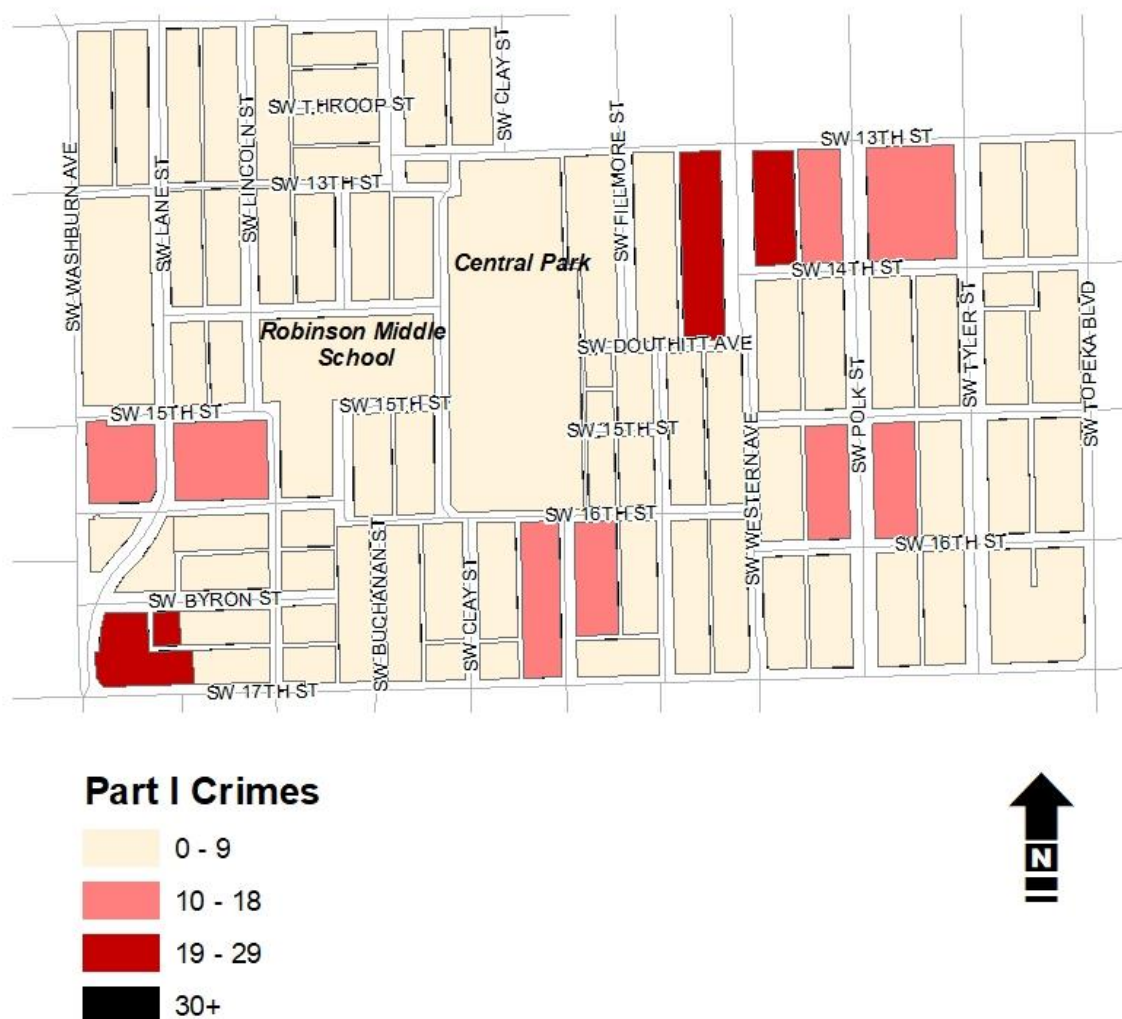 SW CLAY ST
SW THROOP ST
SW FILLMORE ST
SW 13TH ST
SW WASHBURN AVE
SW LANE ST
SW LINCOLN ST
SW 13TH ST
Central Park
SW 14TH ST
Robinson Middle
School
SW DOUTHITT AVE
SW TYLER ST
SW TOPEKA BLVD
SW 15TH ST
SW 15TH ST
SW 15TH ST
SW POLK ST
SW WESTERN AVE
SW 16TH ST
SW 16TH ST
SW BUCHANAN ST
SW CLAY ST
SW BYRON ST
SW 17TH ST
Part I Crimes
0 - 9
10 - 18
19 - 29
30+
N